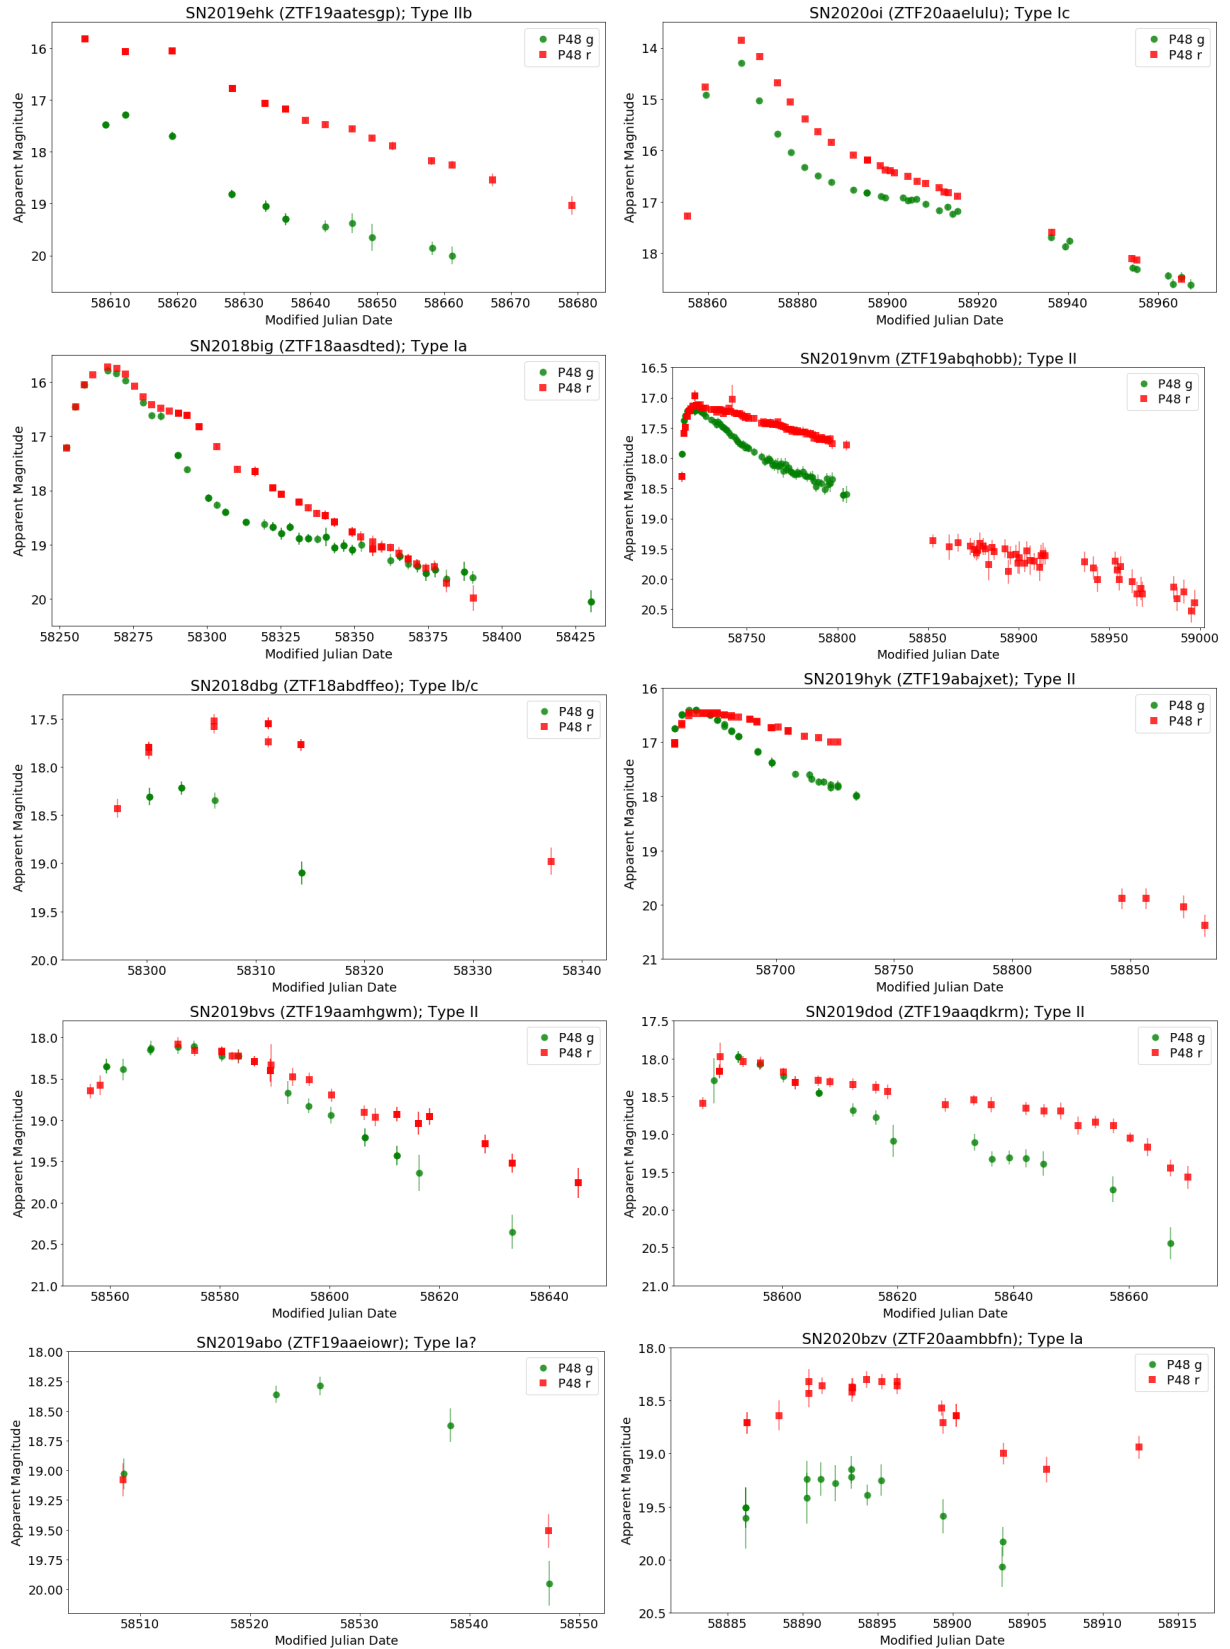 SN2019ehk (ZTF19aatesgp); Type IIb
P48 g
P48 r
Apparent Magnitude
16
17
18
19
20
58610 58620 58630 58640 58650 58660 58670 58680
Modified Julian Date
SN2020oi (ZTF20aaelulu); Type Ic
P48 g
P48 r
Apparent Magnitude
14
15
16
17
18
58860 58880 58900 58920 58940 58960
Modified Julian Date
SN2018big (ZTF18aasdted); Type Ia
P48 g
P48 r
Apparent Magnitude
16
17
18
19
20
58250 58275 58300 58325 58350 58375 58400 58425
Modified Julian Date
SN2019nvm (ZTF19abqhobb); Type II
P48 g
P48 r
Apparent Magnitude
16.5
17.0
17.5
18.0
18.5
19.0
19.5
20.0
20.5
58750 58800 58850 58900 58950 59000
Modified Julian Date
SN2018dbg (ZTF18abdffeo); Type Ib/c
P48 g
P48 r
Apparent Magnitude
17.5
18.0
18.5
19.0
19.5
20.0
58300 58310 58320 58330 58340
Modified Julian Date
SN2019hyk (ZTF19abajxet); Type II
P48 g
P48 r
Apparent Magnitude
16
17
18
19
20
21
58700 58750 58800 58850
Modified Julian Date
SN2019bvs (ZTF19aamhgwm); Type II
P48 g
P48 r
Apparent Magnitude
18.0
18.5
19.0
19.5
20.0
20.5
21.0
58560 58580 58600 58620 58640
Modified Julian Date
SN2019dod (ZTF19aaqdkrm); Type II
P48 g
P48 r
Apparent Magnitude
17.5
18.0
18.5
19.0
19.5
20.0
20.5
21.0
58600 58620 58640 58660
Modified Julian Date
SN2019abo (ZTF19aaeiowr); Type Ia?
P48 g
P48 r
Apparent Magnitude
18.00
18.25
18.50
18.75
19.00
19.25
19.50
19.75
20.00
58510 58520 58530 58540 58550
Modified Julian Date
SN2020bzv (ZTF20aambbfn); Type Ia
P48 g
P48 r
Apparent Magnitude
18.0
18.5
19.0
19.5
20.0
20.5
58885 58890 58895 58900 58905 58910 58915
Modified Julian Date